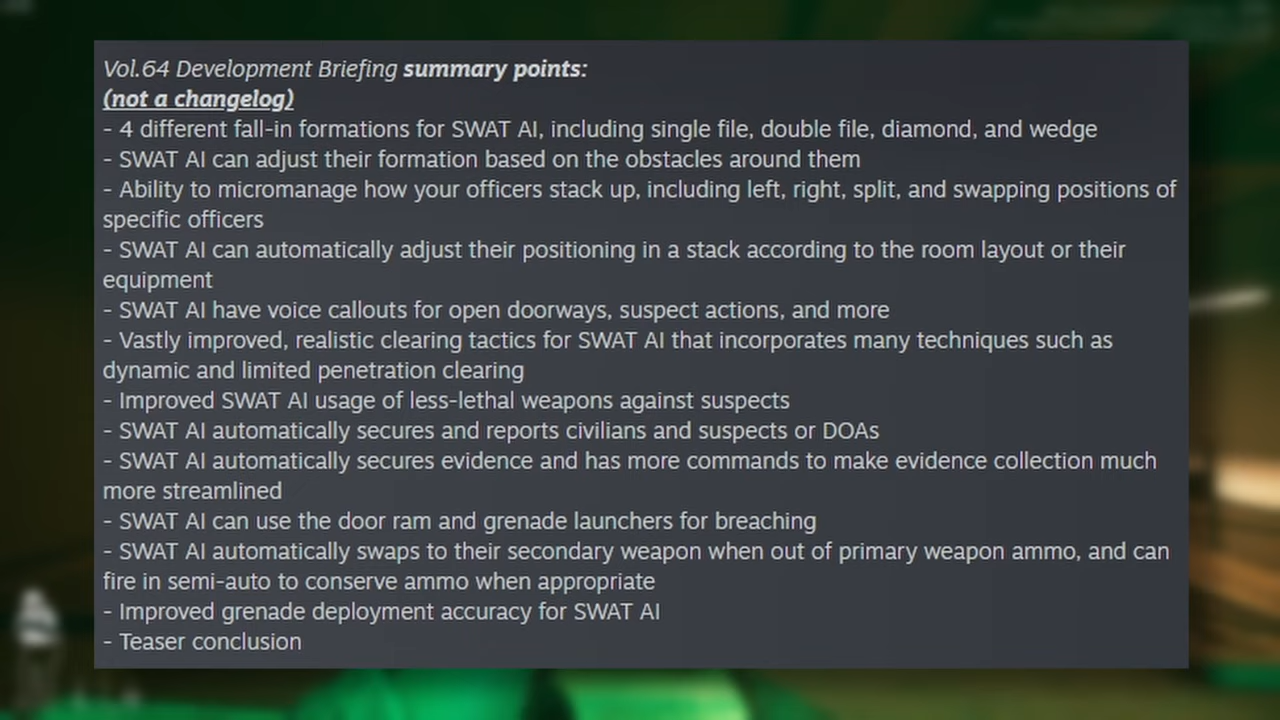 Vol.64 Development Briefing summary points:
(not a changelog)
- 4 different fall-in formations for SWAT AI, including single file, double file, diamond, and wedge
- SWAT AI can adjust their formation based on the obstacles around them
- Ability to micromanage how your officers stack up, including left, right, split, and swapping positions of
specific officers
- SWAT AI can automatically adjust their positioning in a stack according to the room layout or their
equipment
- SWAT AI have voice callouts for open doorways, suspect actions, and more
- Vastly improved, realistic clearing tactics for SWAT AI that incorporates many techniques such as
dynamic and limited penetration clearing
- Improved SWAT AI usage of less-lethal weapons against suspects
- SWAT AI automatically secures and reports civilians and suspects or DOAs
- SWAT AI automatically secures evidence and has more commands to make evidence collection much
more streamlined
- SWAT AI can use the door ram and grenade launchers for breaching
- SWAT AI automatically swaps to their secondary weapon when out of primary weapon ammo, and can
fire in semi-auto to conserve ammo when appropriate
- Improved grenade deployment accuracy for SWAT AI
- Teaser conclusion